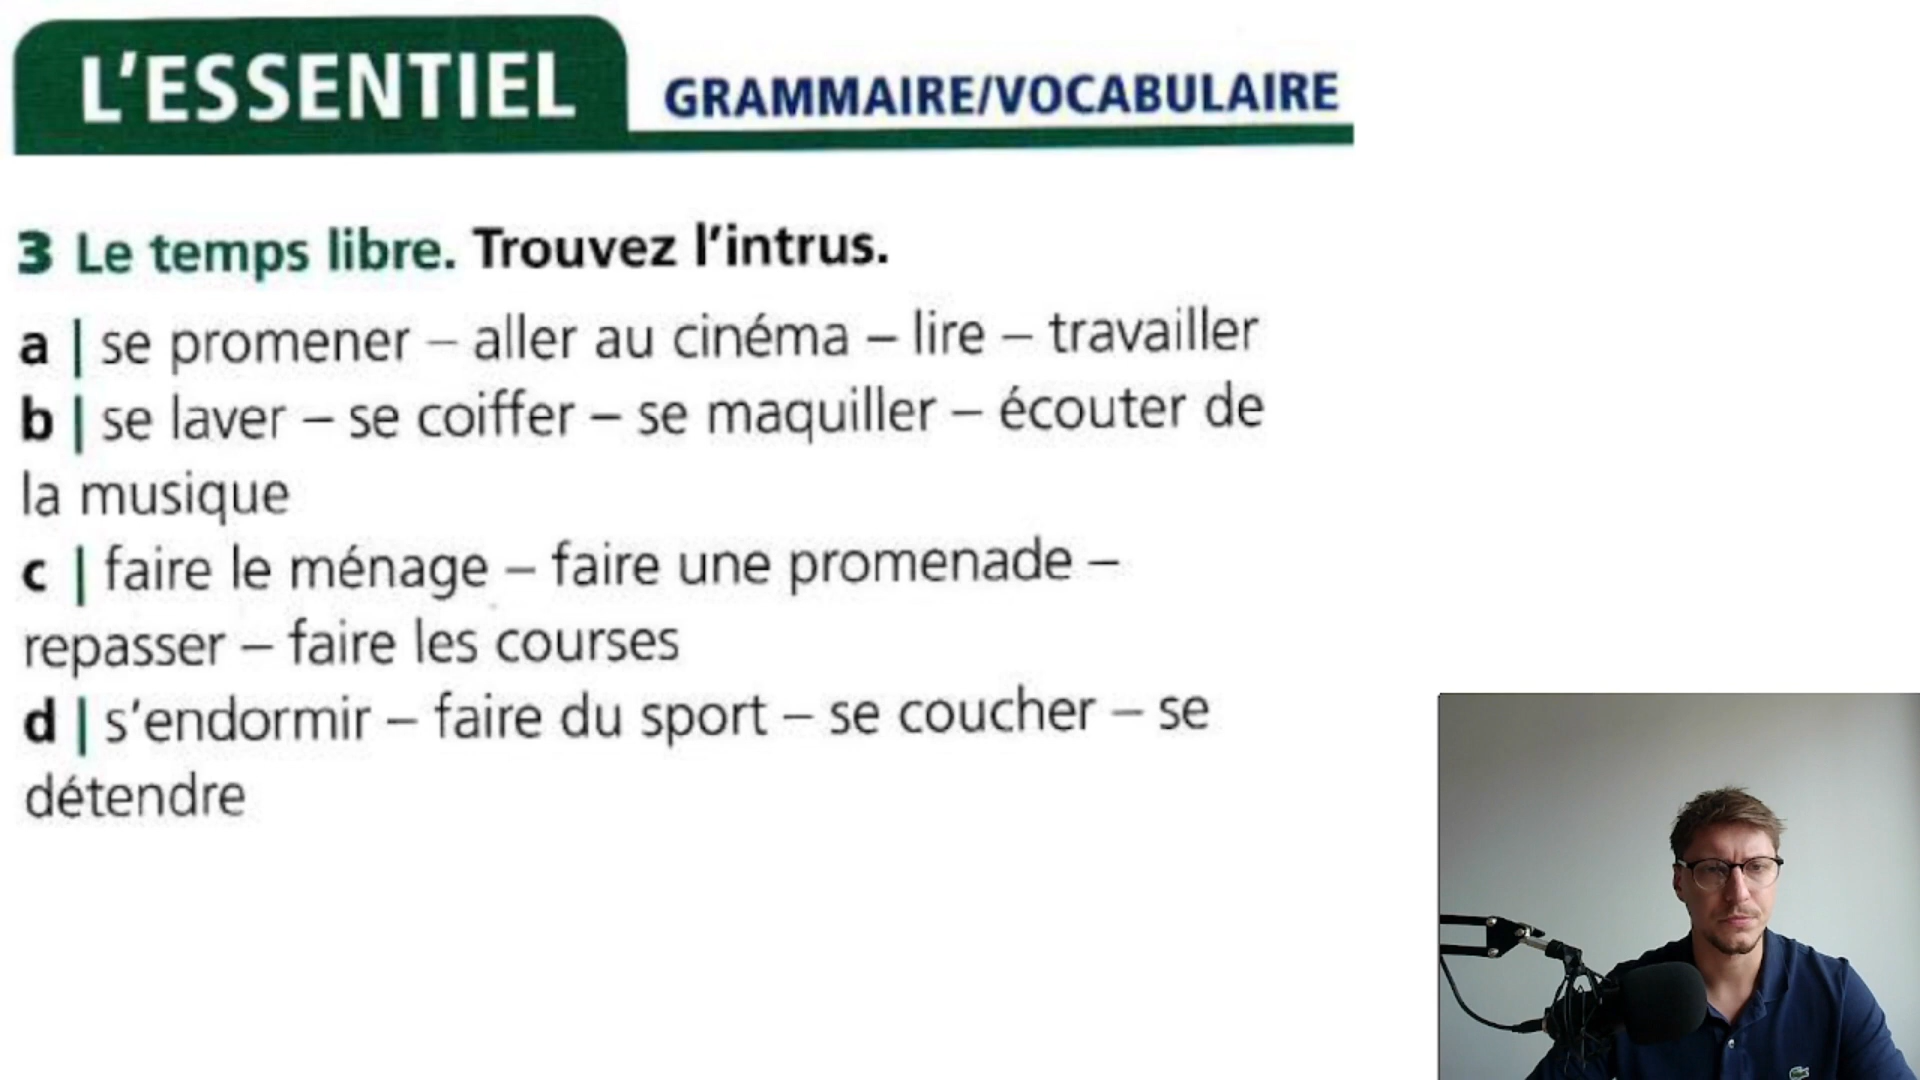 L'ESSENTIEL
GRAMMAIRE/VOCABULAIRE
3 Le temps libre. Trouvez l'intrus.
a | se promener – aller au cinéma – lire – travailler
b | se laver – se coiffer – se maquiller – écouter de
la musique
c | faire le ménage – faire une promenade –
repasser – faire les courses
d | s'endormir – faire du sport – se coucher – se
détendre